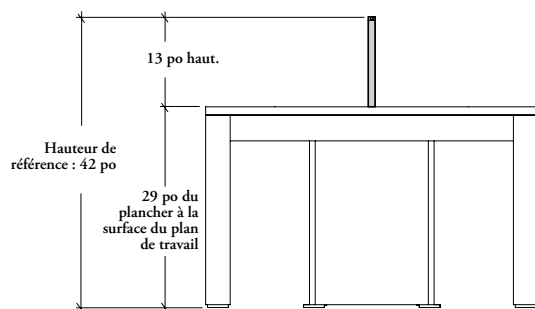 13 po haut.
Hauteur de
référence : 42 po
29 po du
plancher à la
surface du plan
de travail